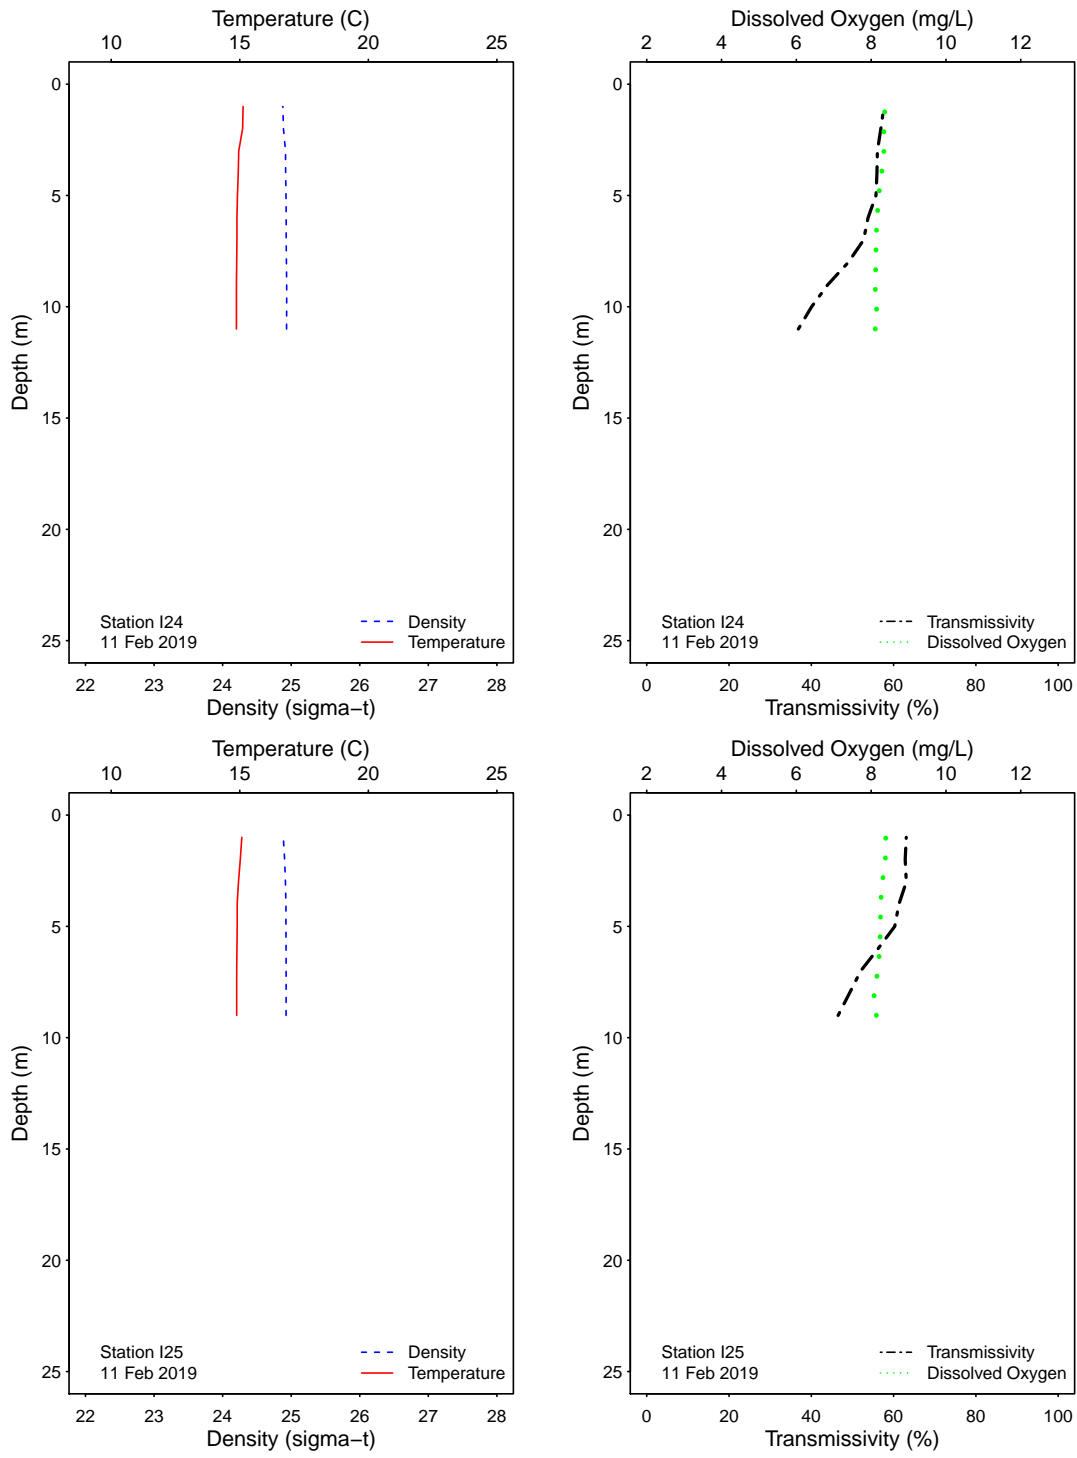 Temperature (C)
10 15 20 25
0
5
10
15
20
25
Depth (m)
Station I24
11 Feb 2019
Density
Temperature
22 23 24 25 26 27 28
Density (sigma−t)
Dissolved Oxygen (mg/L)
2 4 6 8 10 12
0
5
10
15
20
25
Depth (m)
Station I24
11 Feb 2019
Transmissivity
Dissolved Oxygen
0 20 40 60 80 100
Transmissivity (%)
Temperature (C)
10 15 20 25
0
5
10
15
20
25
Depth (m)
Station I25
11 Feb 2019
Density
Temperature
22 23 24 25 26 27 28
Density (sigma−t)
Dissolved Oxygen (mg/L)
2 4 6 8 10 12
0
5
10
15
20
25
Depth (m)
Station I25
11 Feb 2019
Transmissivity
Dissolved Oxygen
0 20 40 60 80 100
Transmissivity (%)